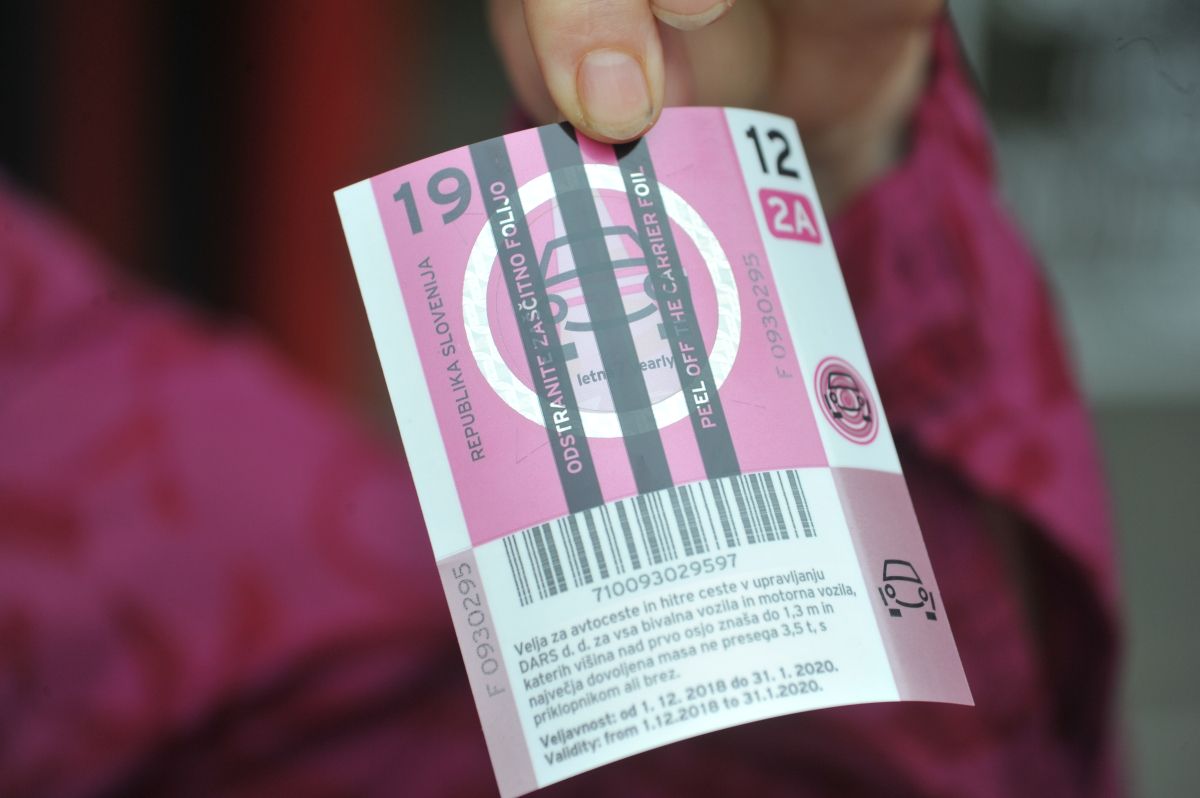 19
12
2A
REPUBLIKA SLOVENIJA
ODSTRANITE ZAŠČITNO FOLIJO
PEEL OFF THE CARRIER FOIL
F 0930295
710093029597
F 0930295
Velja za avtoceste in hitre ceste v upravljanju
DARS d. d. za vsa bivalna vozila in motorna vozila,
katerih višina nad prvo osjo znaša do 1,3 m in
največja dovoljena masa ne presega 3,5 t, s
priklopnikom ali brez.
Veljavnost: od 1. 12. 2018 do 31. 1. 2020.
Validity: from 1.12.2018 to 31.1.2020.